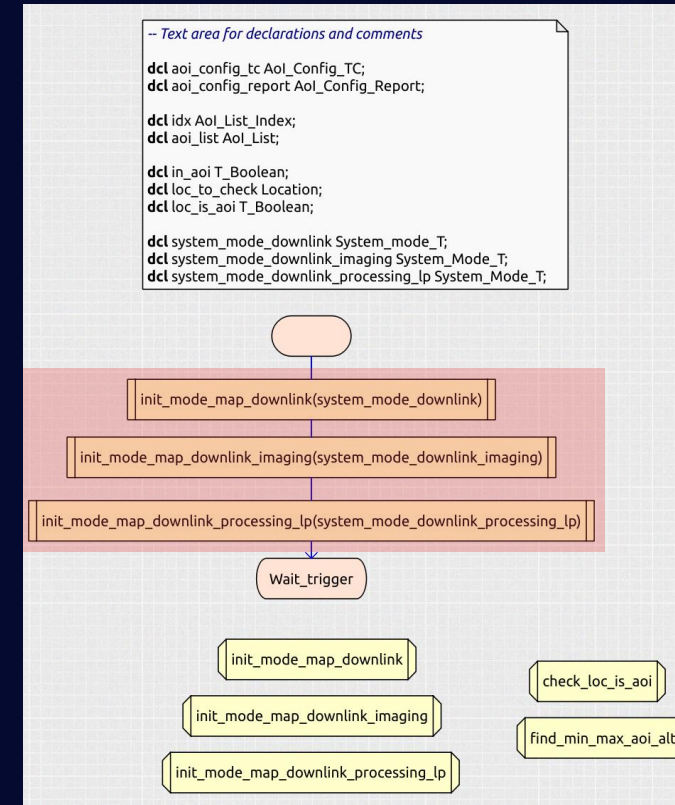 -- Text area for declarations and comments
dcl aoi_config_tc AoI_Config_TC;
dcl aoi_config_report AoI_Config_Report;
dcl idx AoI_List_Index;
dcl aoi_list AoI_List;
dcl in_aoi T_Boolean;
dcl loc_to_check Location;
dcl loc_is_aoi T_Boolean;
dcl system_mode_downlink System_mode_T;
dcl system_mode_downlink_imaging System_Mode_T;
dcl system_mode_downlink_processing_lp System_Mode_T;
init_mode_map_downlink(system_mode_downlink)
init_mode_map_downlink_imaging(system_mode_downlink_imaging)
init_mode_map_downlink_processing_lp(system_mode_downlink_processing_lp)
Wait_trigger
init_mode_map_downlink
check_loc_is_aoi
init_mode_map_downlink_imaging
find_min_max_aoi_alt
init_mode_map_downlink_processing_lp